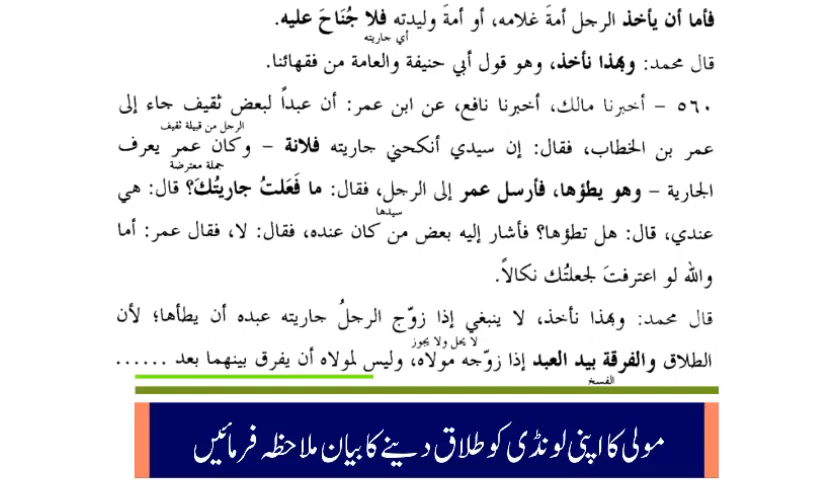 فأما أن يأخذ الرجل أمةَ غلامه، أو أمةَ وليدته فلا جُنَاحَ عليه.
أي جاريته
قال محمد: وبهذا نأخذ، وهو قول أبي حنيفة والعامة من فقهائنا.
٥٦٠ – أخبرنا مالك، أخبرنا نافع، عن ابن عمر: أن عبداً لبعض ثقيف جاء إلى
الرجل من قبيلة ثقيف
عمر بن الخطاب، فقال: إن سيدي أنكحني جاريته فلانة – وكان عمر يعرف
جملة معترضة
الجارية – وهو يطؤها، فأرسل عمر إلى الرجل، فقال: ما فَعَلتُ جاريتُكَ؟ قال: هي
سيدها
عندي، قال: هل تطؤها؟ فأشار إليه بعض من كان عنده، فقال: لا، فقال عمر: أما
والله لو اعترفتَ لجعلتُك نكالاً.
قال محمد: وبهذا نأخذ، لا ينبغي إذا زوّج الرجلُ جاريته عبده أن يطأها؛ لأن
لا يحل ولا يجوز
الطلاق والفرقة بيد العبد إذا زوّجه مولاه، وليس لمولاه أن يفرق بينهما بعد ......
الفسخ
مولی کا اپنی لونڈی کو طلاق دینے کا بیان ملاحظہ فرمائیں